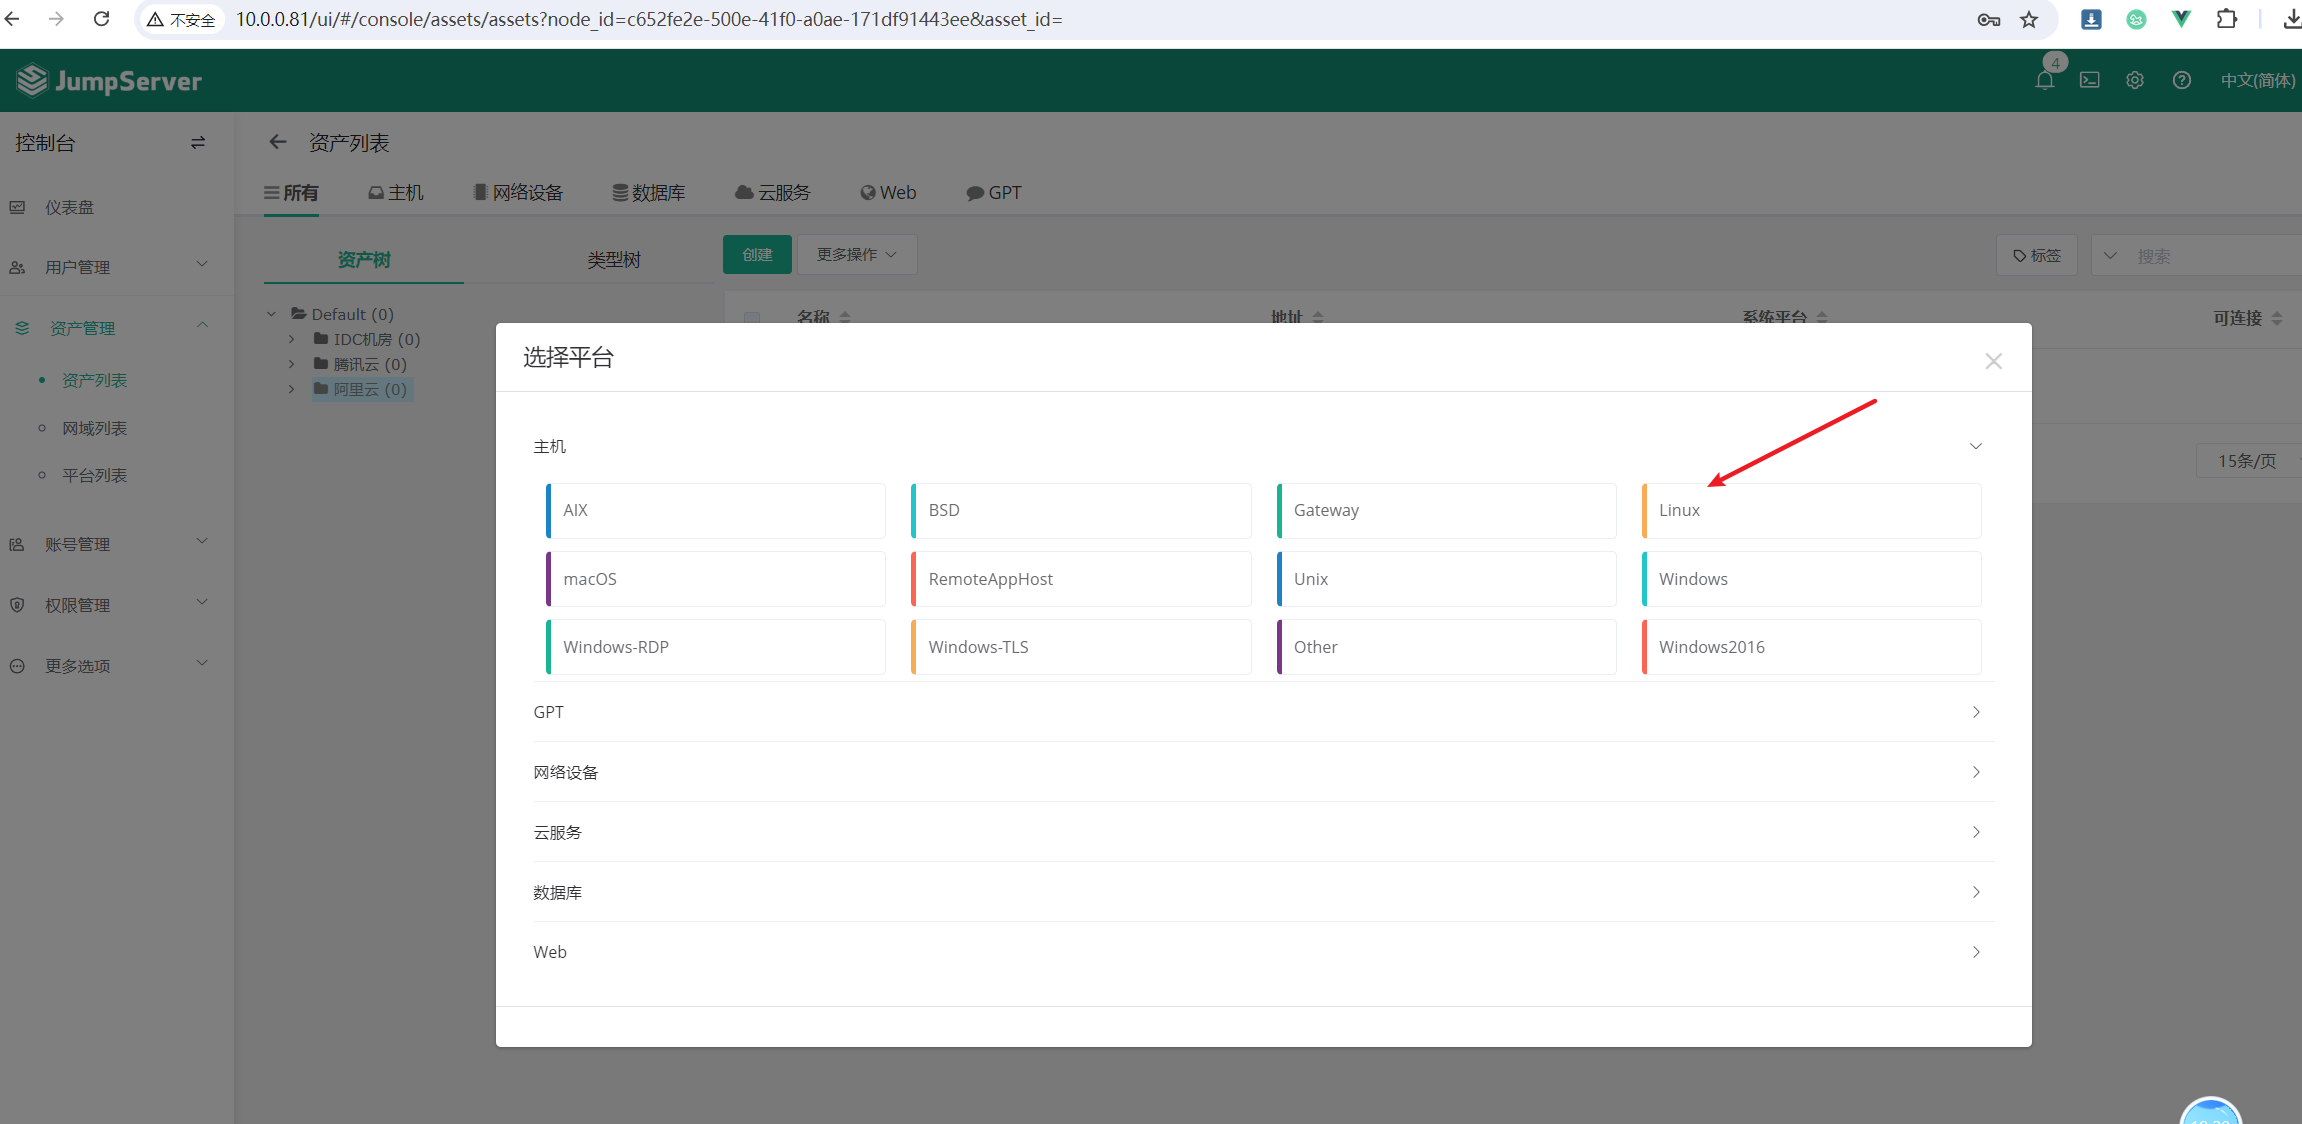 不安全 10.0.0.81/ui/#/console/assets/assets?node_id=c652fe2e-500e-41f0-a0ae-171df91443ee&asset_id=
JumpServer
4
中文(简体)
控制台
资产列表
所有 主机 网络设备 数据库 云服务 Web GPT
仪表盘
用户管理
资产管理
资产列表
网域列表
平台列表
账号管理
权限管理
更多选项
资产树 类型树
Default (0)
IDC机房 (0)
腾讯云 (0)
阿里云 (0)
创建 更多操作 标签 搜索
名称 地址 系统平台 可连接
15条/页
选择平台
主机
AIX BSD Gateway Linux
macOS RemoteAppHost Unix Windows
Windows-RDP Windows-TLS Other Windows2016
GPT
网络设备
云服务
数据库
Web